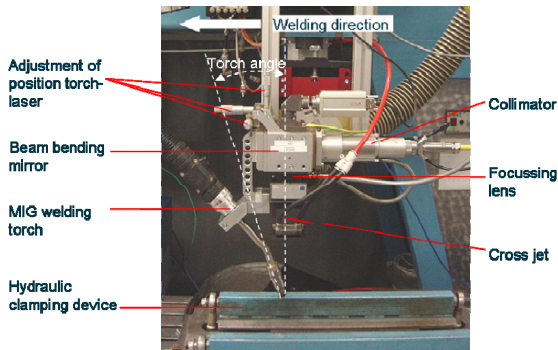 Welding direction
Torch angle
Adjustment of
position torch-
laser
Beam bending
mirror
MIG welding
torch
Hydraulic
clamping device
Collimator
Focussing
lens
Cross jet